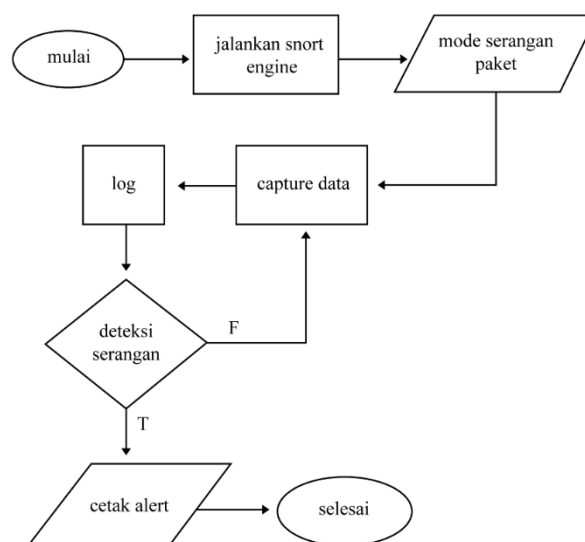 mulai
jalankan snort
engine
mode serangan
paket
log
capture data
deteksi
serangan
F
T
cetak alert
selesai